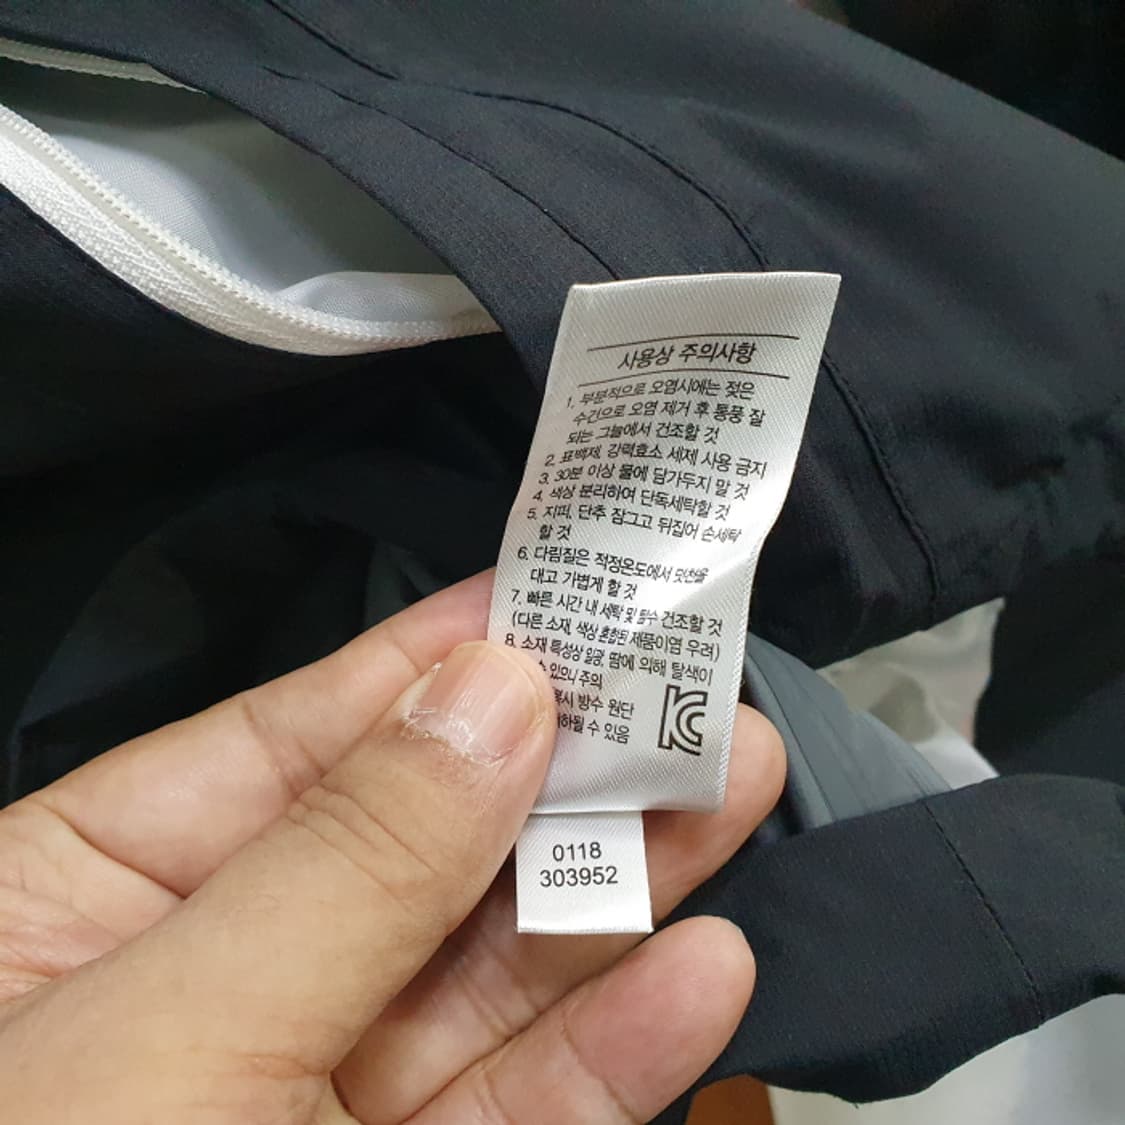 사용상 주의사항
1. 부분적으로 오염시에는 젖은
수건으로 오염 제거 후 통풍 잘
되는 그늘에서 건조할 것
2. 표백제, 강력효소 세제 사용 금지
3. 30분 이상 물에 담가두지 말 것
4. 색상 분리하여 단독세탁할 것
5. 지퍼, 단추 잠그고 뒤집어 손세탁
할 것
6. 다림질은 적정온도에서 덧천을
대고 가볍게 할 것
7. 빠른 시간 내 세탁 및 탈수 건조할 것
(다른 소재, 색상 혼합된 제품이염 우려)
8. 소재 특성상 일광, 땀에 의해 탈색이
수 있으니 주의
방수 원단
수 있음
0118
303952